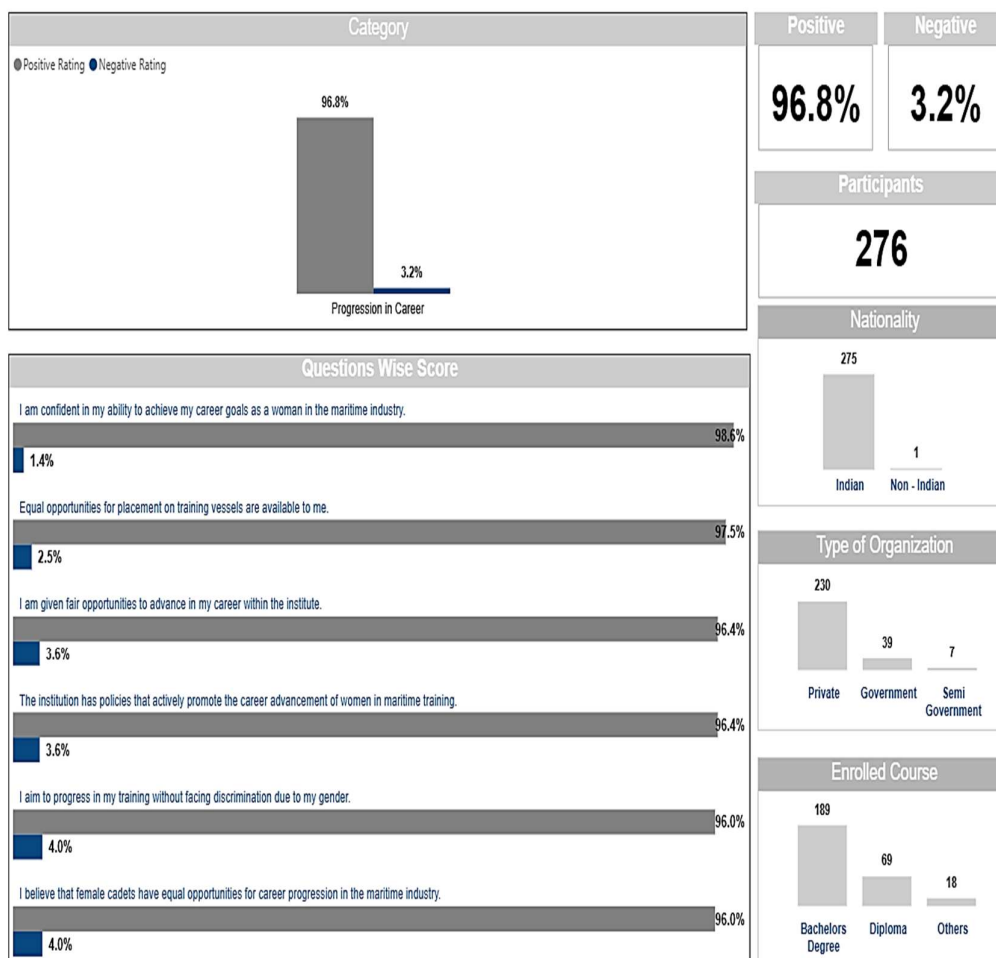 Category
Positive Rating Negative Rating
96.8%
3.2%
Progression in Career
Questions Wise Score
I am confident in my ability to achieve my career goals as a woman in the maritime industry.
98.6%
1.4%
Equal opportunities for placement on training vessels are available to me.
97.5%
2.5%
I am given fair opportunities to advance in my career within the institute.
96.4%
3.6%
The institution has policies that actively promote the career advancement of women in maritime training.
96.4%
3.6%
I aim to progress in my training without facing discrimination due to my gender.
96.0%
4.0%
I believe that female cadets have equal opportunities for career progression in the maritime industry.
96.0%
4.0%
Positive
96.8%
Negative
3.2%
Participants
276
Nationality
275
1
Indian Non - Indian
Type of Organization
230
39
7
Private Government Semi
Government
Enrolled Course
189
69
18
Bachelors Diploma Others
Degree